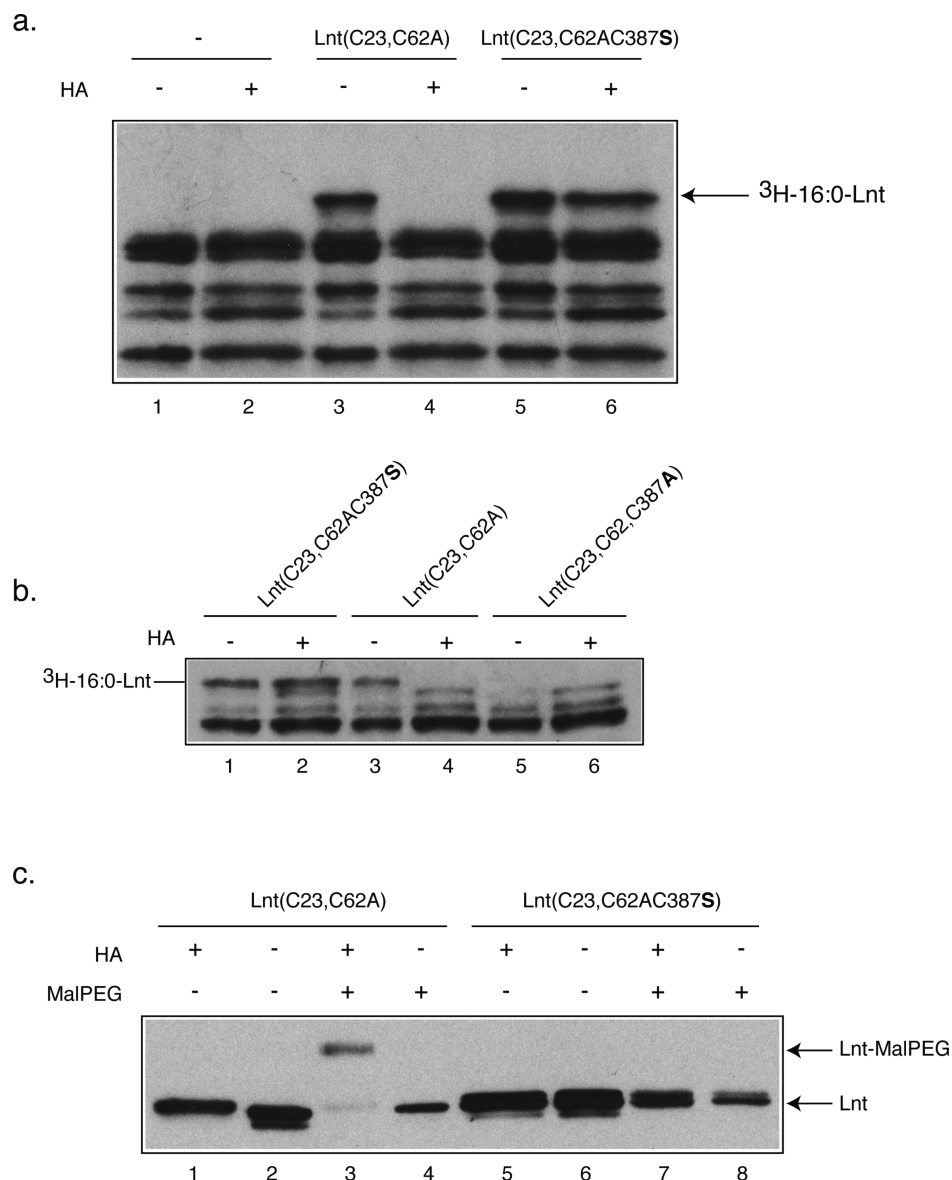 a.
- Lnt(C23,C62A) Lnt(C23,C62AC387S)
HA - + - + - +
3H-16:0-Lnt
1 2 3 4 5 6
b.
Lnt(C23,C62AC387S) Lnt(C23,C62A) Lnt(C23,C62,C387A)
HA - + - + - +
3H-16:0-Lnt
1 2 3 4 5 6
c.
Lnt(C23,C62A) Lnt(C23,C62AC387S)
HA + - + - + - + -
MalPEG - - + + - - + +
Lnt-MalPEG
Lnt
1 2 3 4 5 6 7 8